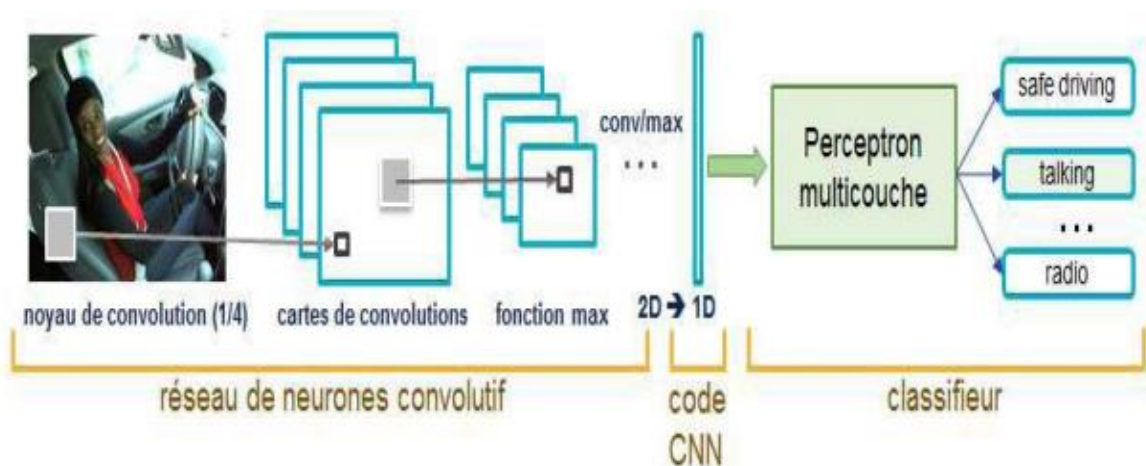 conv/max
...
Perceptron
multicouche
safe driving
talking
...
radio
noyau de convolution (1/4)
cartes de convolutions
fonction max
2D ➔ 1D
réseau de neurones convolutif
code
CNN
classifieur